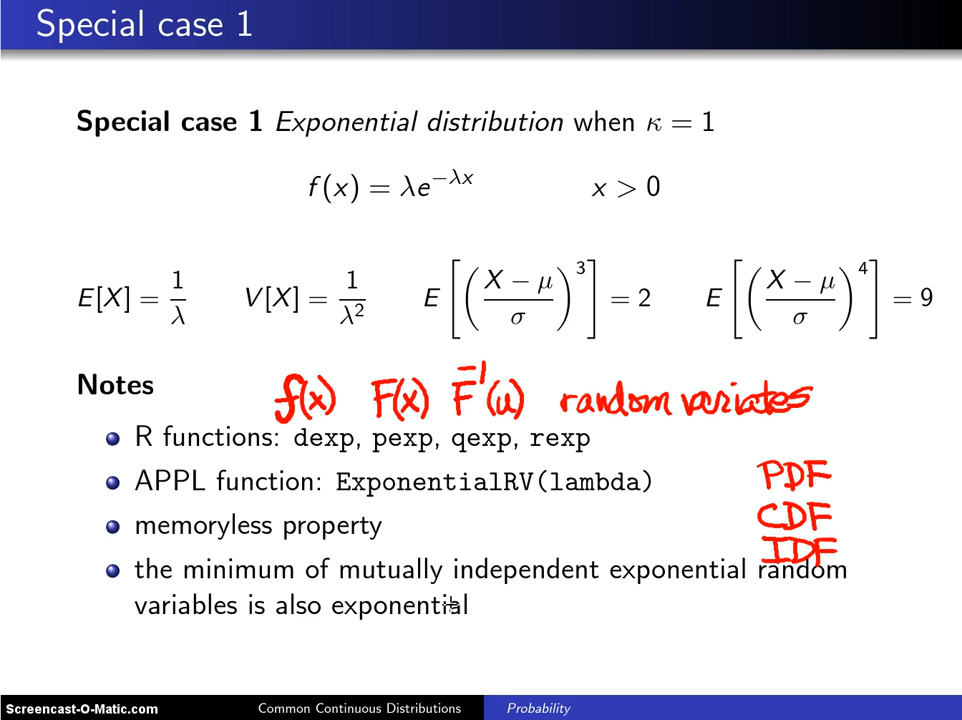 Special case 1
Special case 1 Exponential distribution when κ = 1
f(x) = λe^{−λx} x > 0
E[X] = 1/λ V[X] = 1/λ² E[((X − μ)/σ)³] = 2 E[((X − μ)/σ)⁴] = 9
Notes
f(x) F(x) F⁻¹(u) random variates
R functions: dexp, pexp, qexp, rexp
APPL function: ExponentialRV(lambda)
PDF
memoryless property
CDF
IDF
the minimum of mutually independent exponential random
variables is also exponential
Screencast-O-Matic.com Common Continuous Distributions Probability